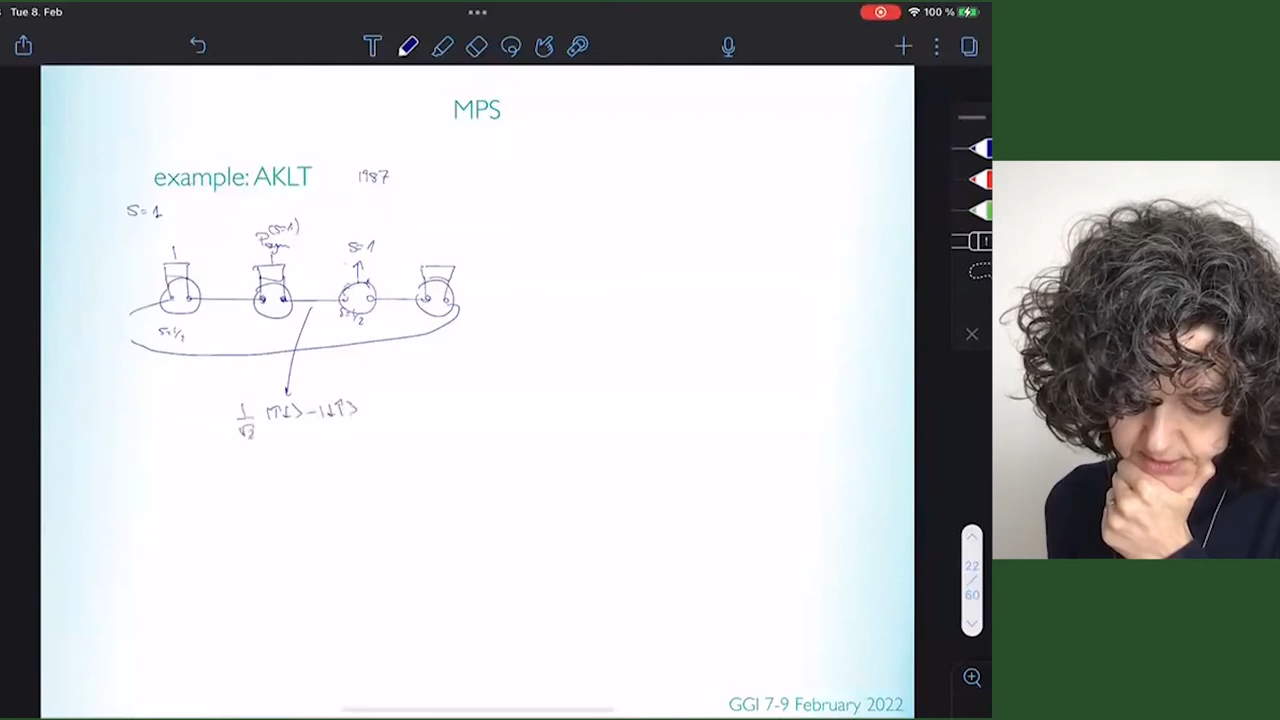 Tue 8. Feb
100 %
MPS
example: AKLT 1987
S=1
P sym (S=1)
S=1
S=1/2
S=1/2
1/√2 |↑↓> - |↓↑>
22
/
60
GGI 7-9 February 2022